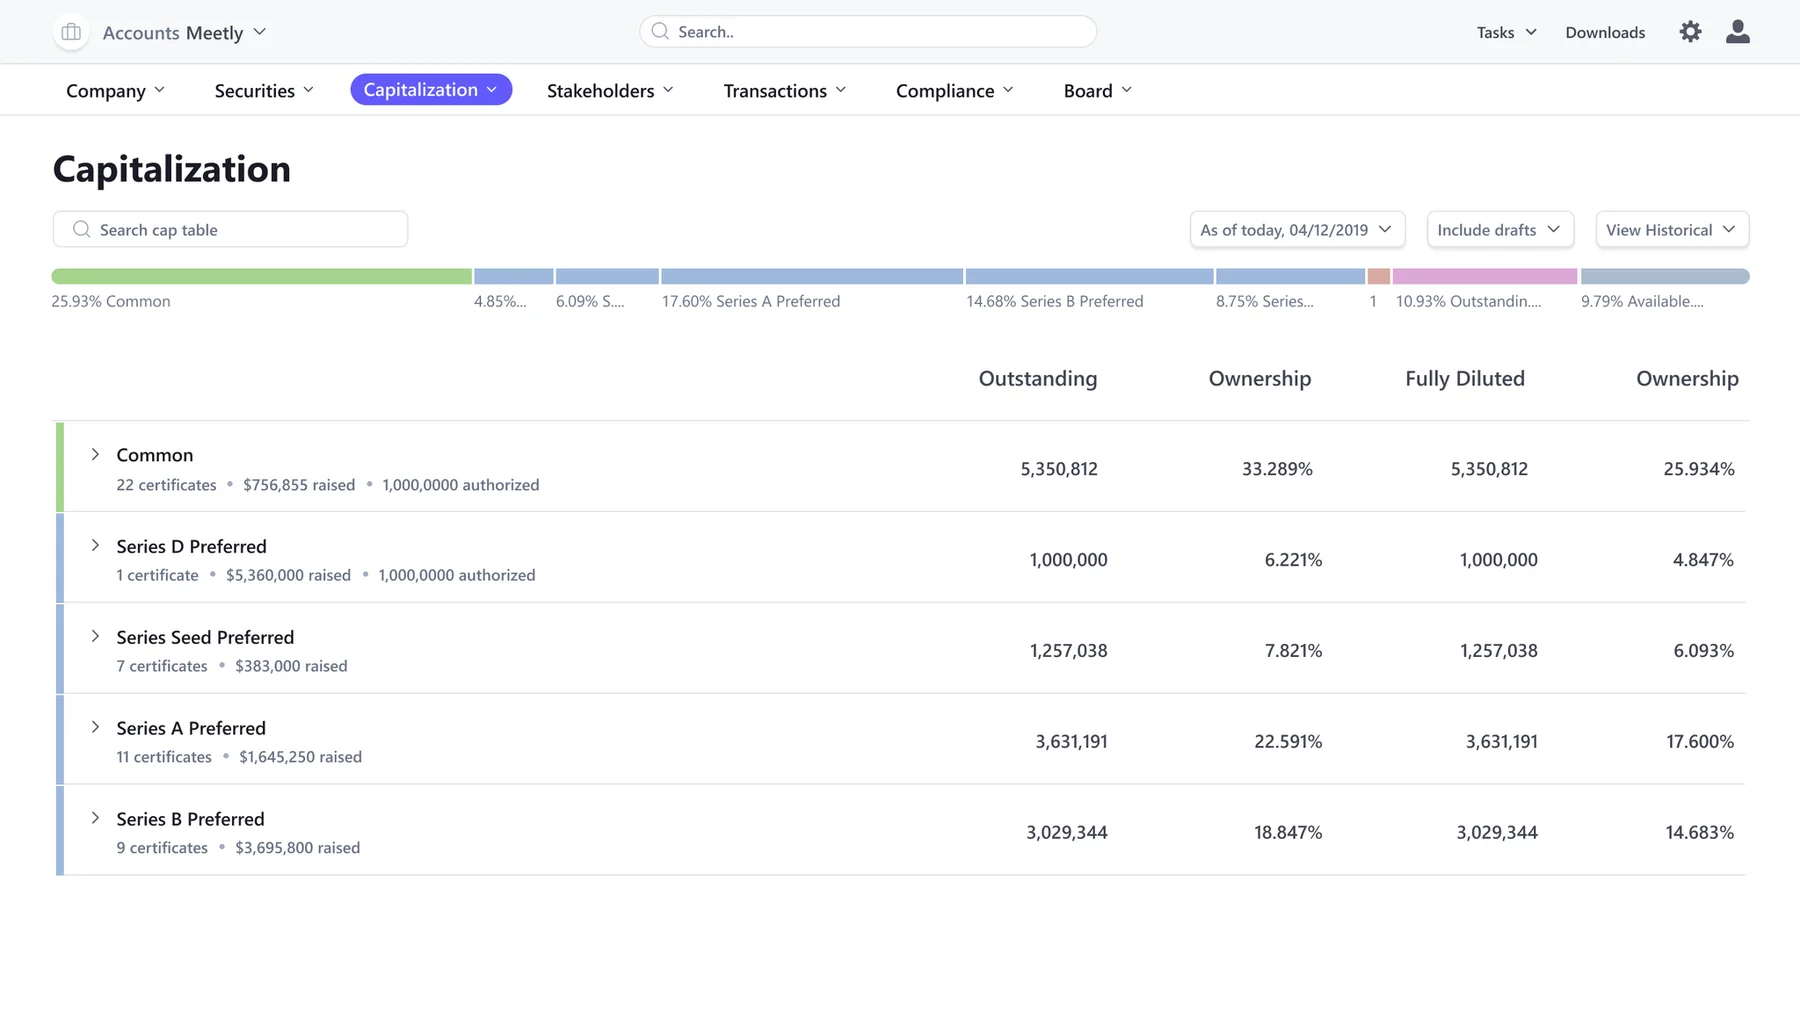 Accounts Meetly
Search..
Tasks Downloads
Company Securities Capitalization Stakeholders Transactions Compliance Board
Capitalization
Search cap table
As of today, 04/12/2019 Include drafts View Historical
25.93% Common 4.85%... 6.09% S.... 17.60% Series A Preferred 14.68% Series B Preferred 8.75% Series... 1 10.93% Outstandin.... 9.79% Available....
Outstanding Ownership Fully Diluted Ownership
Common
22 certificates • $756,855 raised • 1,000,0000 authorized
5,350,812 33.289% 5,350,812 25.934%
Series D Preferred
1 certificate • $5,360,000 raised • 1,000,0000 authorized
1,000,000 6.221% 1,000,000 4.847%
Series Seed Preferred
7 certificates • $383,000 raised
1,257,038 7.821% 1,257,038 6.093%
Series A Preferred
11 certificates • $1,645,250 raised
3,631,191 22.591% 3,631,191 17.600%
Series B Preferred
9 certificates • $3,695,800 raised
3,029,344 18.847% 3,029,344 14.683%